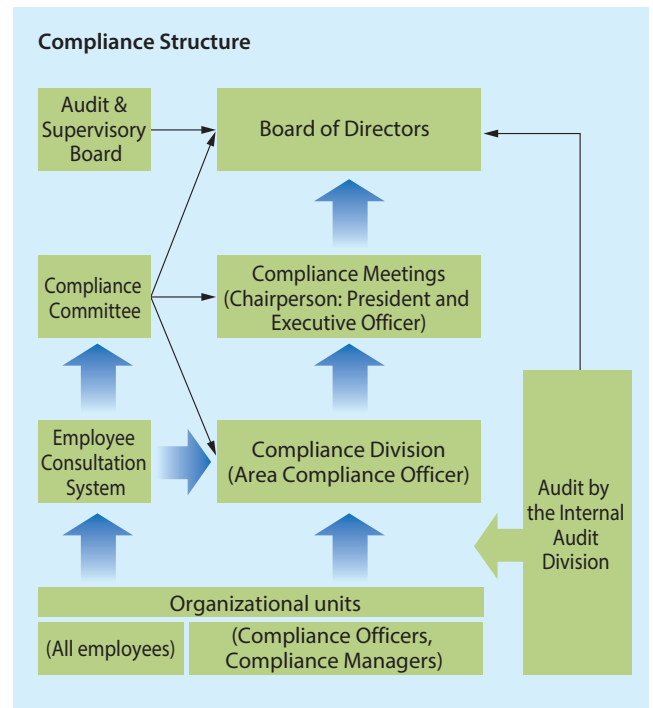 Compliance Structure
Audit &
Supervisory
Board
Board of Directors
Compliance
Committee
Compliance Meetings
(Chairperson: President and
Executive Officer)
Employee
Consultation
System
Compliance Division
(Area Compliance Officer)
Audit by
the Internal
Audit
Division
Organizational units
(All employees)
(Compliance Officers,
Compliance Managers)